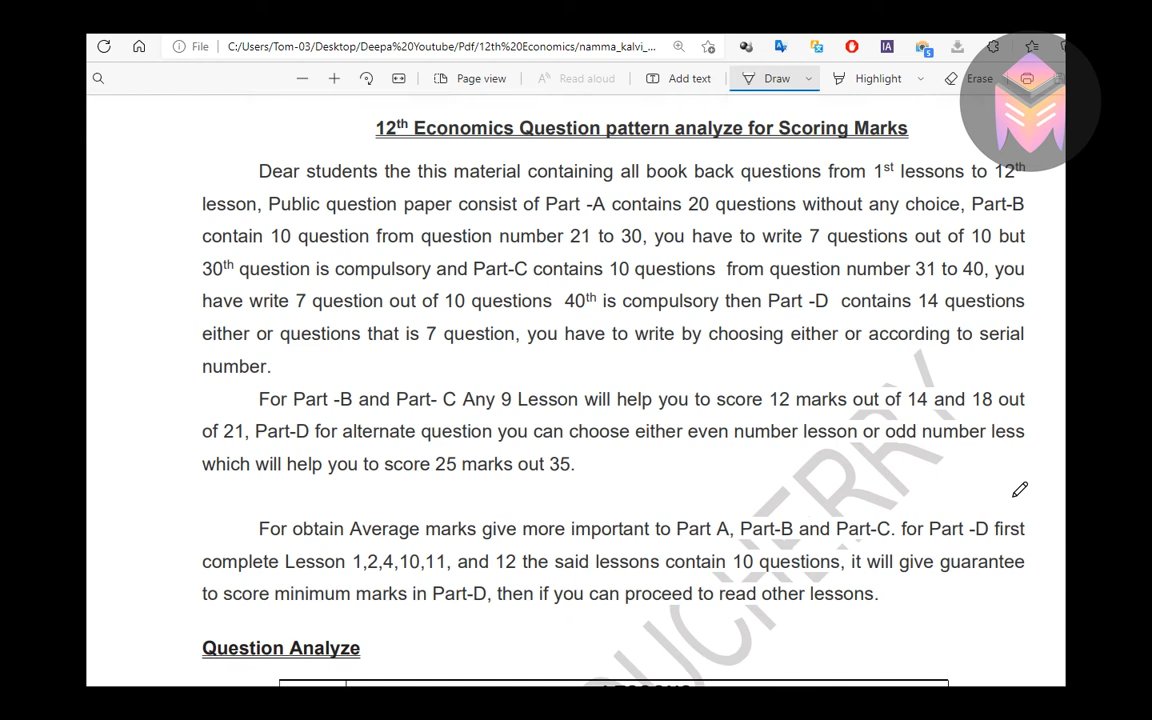 File C:/Users/Tom-03/Desktop/Deepa%20Youtube/Pdf/12th%20Economics/namma_kalvi_...
Page view Read aloud Add text Draw Highlight Erase
12th Economics Question pattern analyze for Scoring Marks
Dear students the this material containing all book back questions from 1st lessons to 12th
lesson, Public question paper consist of Part -A contains 20 questions without any choice, Part-B
contain 10 question from question number 21 to 30, you have to write 7 questions out of 10 but
30th question is compulsory and Part-C contains 10 questions from question number 31 to 40, you
have write 7 question out of 10 questions 40th is compulsory then Part -D contains 14 questions
either or questions that is 7 question, you have to write by choosing either or according to serial
number.
For Part -B and Part- C Any 9 Lesson will help you to score 12 marks out of 14 and 18 out
of 21, Part-D for alternate question you can choose either even number lesson or odd number less
which will help you to score 25 marks out 35.
For obtain Average marks give more important to Part A, Part-B and Part-C. for Part -D first
complete Lesson 1,2,4,10,11, and 12 the said lessons contain 10 questions, it will give guarantee
to score minimum marks in Part-D, then if you can proceed to read other lessons.
Question Analyze